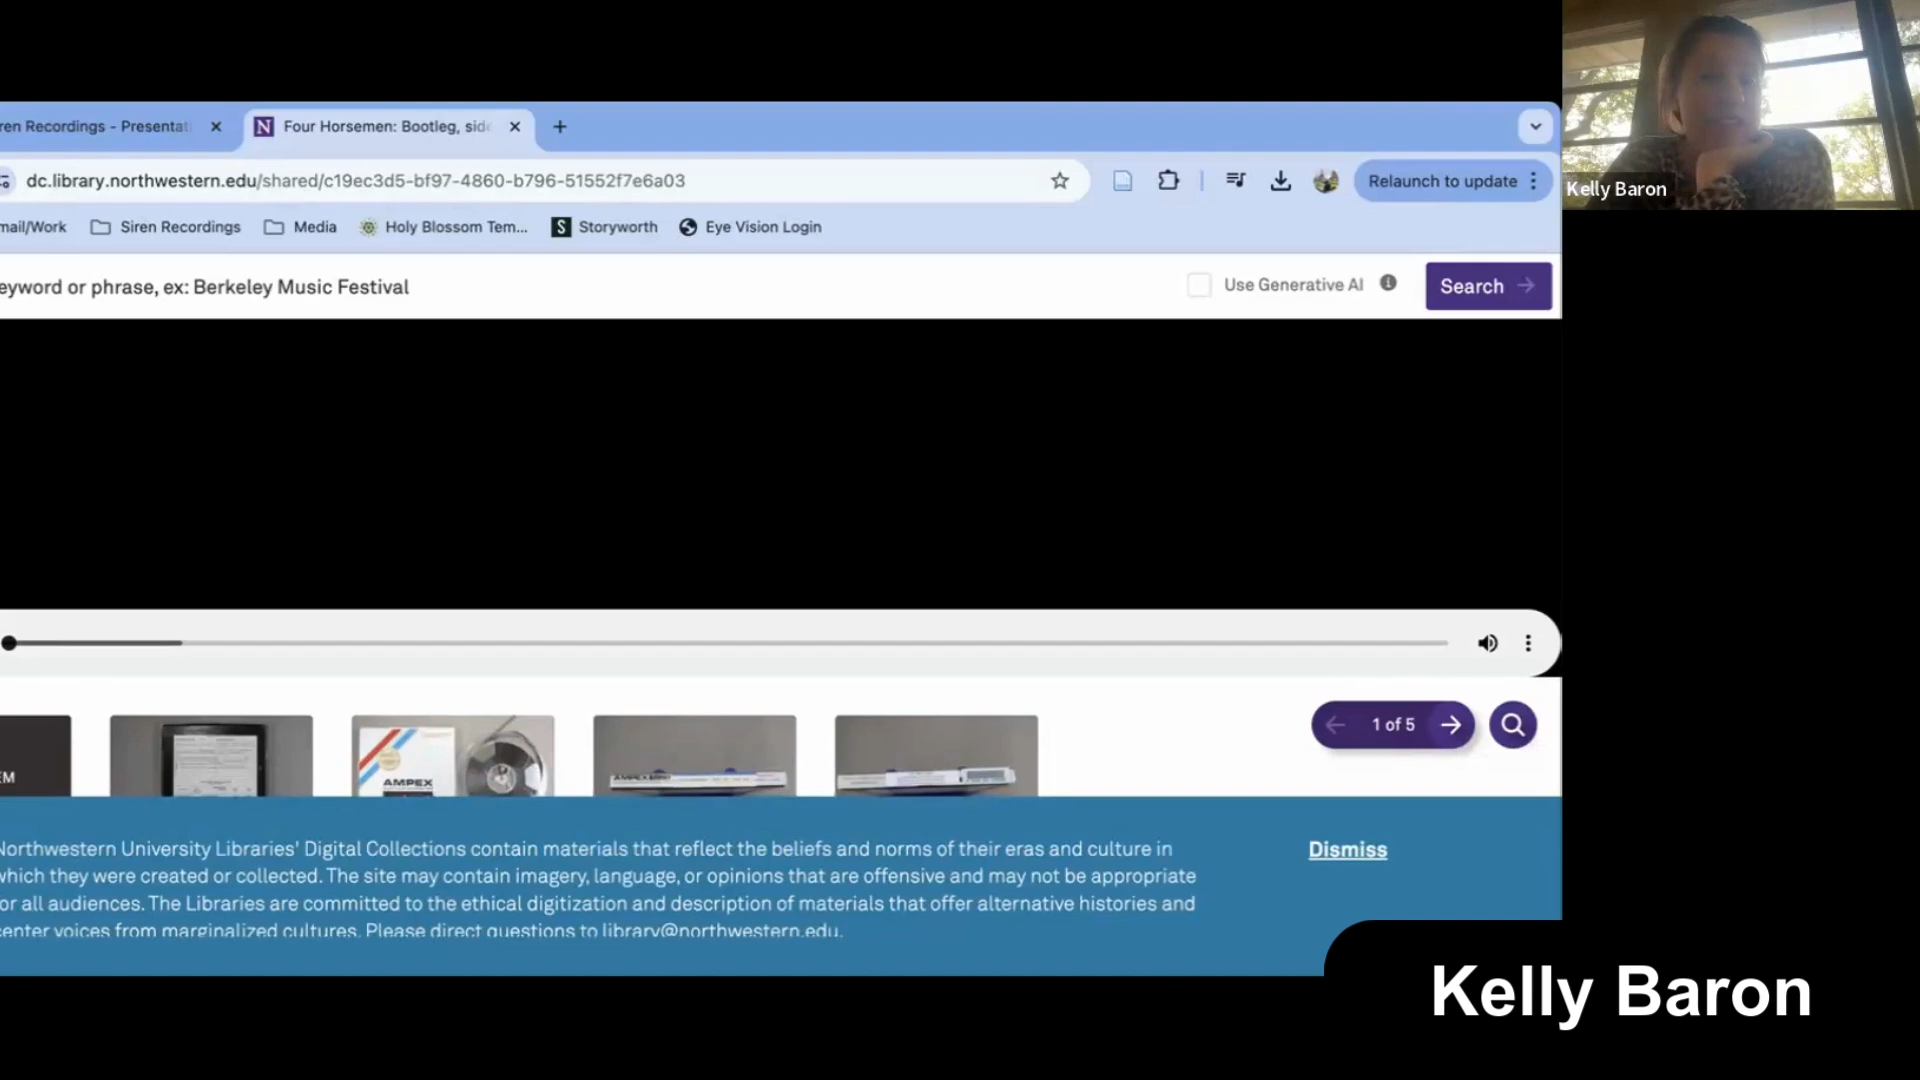 ren Recordings - Presentat
Four Horsemen: Bootleg, side
dc.library.northwestern.edu/shared/c19ec3d5-bf97-4860-b796-51552f7e6a03
Relaunch to update
Kelly Baron
mail/Work
Siren Recordings
Media
Holy Blossom Tem...
Storyworth
Eye Vision Login
eyword or phrase, ex: Berkeley Music Festival
Use Generative AI
Search
1 of 5
EM
AMPEX
AMPEX
Northwestern University Libraries' Digital Collections contain materials that reflect the beliefs and norms of their eras and culture in
which they were created or collected. The site may contain imagery, language, or opinions that are offensive and may not be appropriate
for all audiences. The Libraries are committed to the ethical digitization and description of materials that offer alternative histories and
center voices from marginalized cultures. Please direct questions to library@northwestern.edu.
Dismiss
Kelly Baron